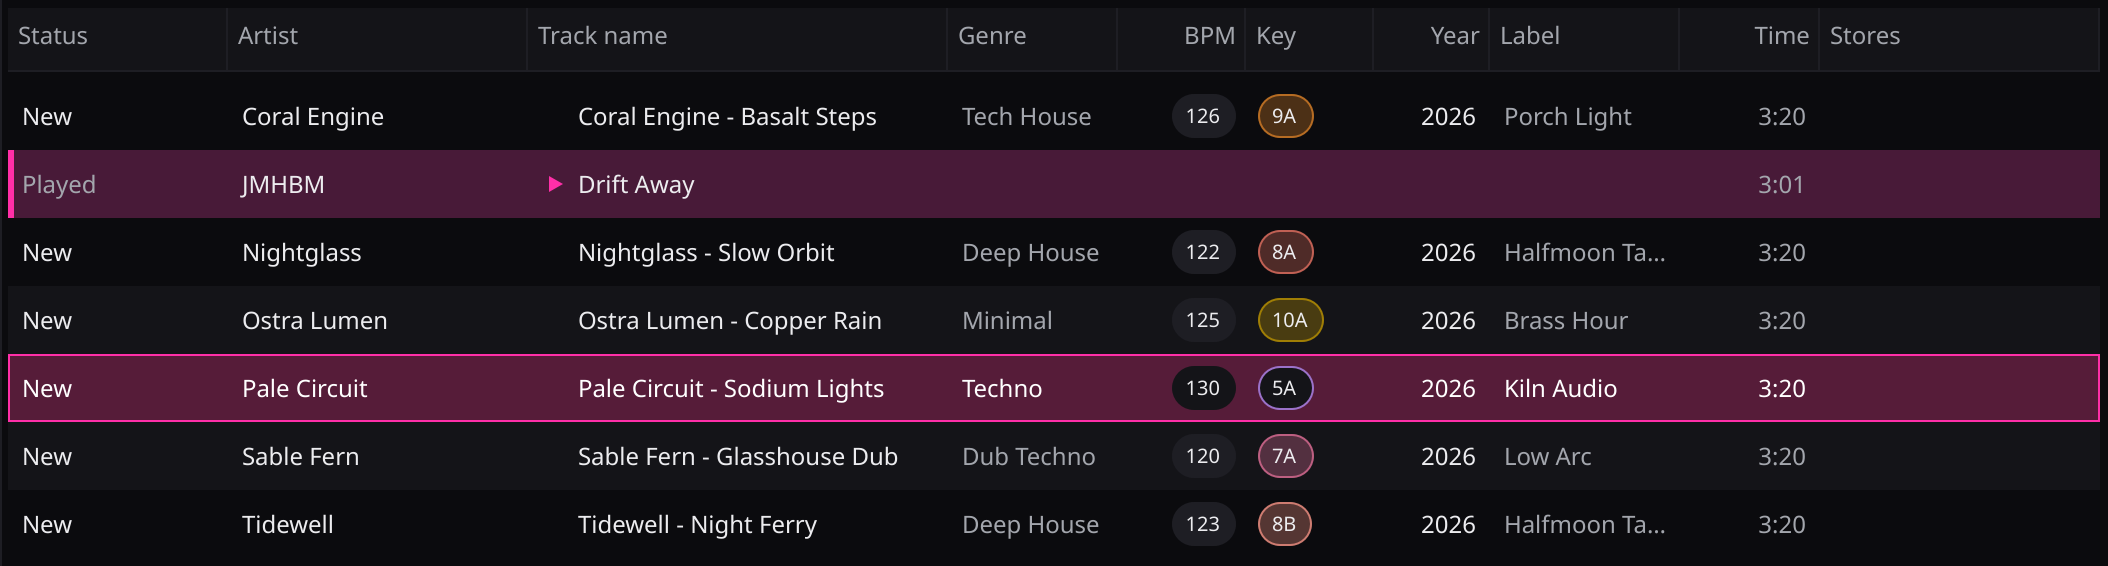 Status Artist Track name Genre BPM Key Year Label Time Stores
New Coral Engine Coral Engine - Basalt Steps Tech House 126 9A 2026 Porch Light 3:20
Played JMHBM Drift Away 3:01
New Nightglass Nightglass - Slow Orbit Deep House 122 8A 2026 Halfmoon Ta... 3:20
New Ostra Lumen Ostra Lumen - Copper Rain Minimal 125 10A 2026 Brass Hour 3:20
New Pale Circuit Pale Circuit - Sodium Lights Techno 130 5A 2026 Kiln Audio 3:20
New Sable Fern Sable Fern - Glasshouse Dub Dub Techno 120 7A 2026 Low Arc 3:20
New Tidewell Tidewell - Night Ferry Deep House 123 8B 2026 Halfmoon Ta... 3:20